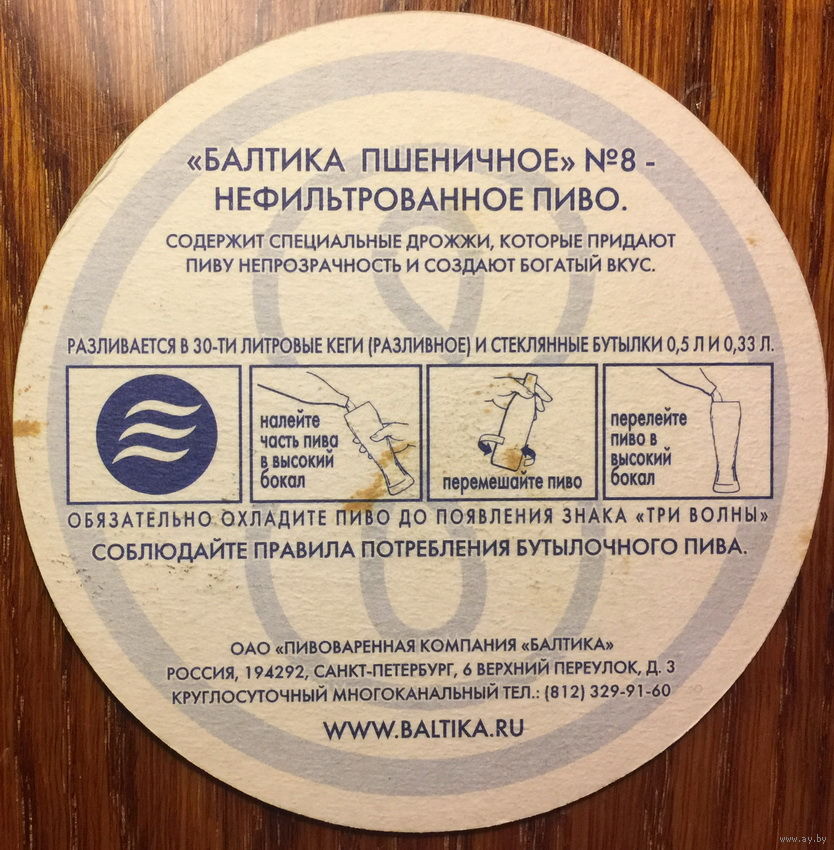 «БАЛТИКА ПШЕНИЧНОЕ» №8 -
НЕФИЛЬТРОВАННОЕ ПИВО.
СОДЕРЖИТ СПЕЦИАЛЬНЫЕ ДРОЖЖИ, КОТОРЫЕ ПРИДАЮТ
ПИВУ НЕПРОЗРАЧНОСТЬ И СОЗДАЮТ БОГАТЫЙ ВКУС.
РАЗЛИВАЕТСЯ В 30-ТИ ЛИТРОВЫЕ КЕГИ (РАЗЛИВНОЕ) И СТЕКЛЯННЫЕ БУТЫЛКИ 0,5 Л И 0,33 Л.
налейте
часть пива
в высокий
бокал
перемешайте пиво
перелейте
пиво в
высокий
бокал
ОБЯЗАТЕЛЬНО ОХЛАДИТЕ ПИВО ДО ПОЯВЛЕНИЯ ЗНАКА «ТРИ ВОЛНЫ»
СОБЛЮДАЙТЕ ПРАВИЛА ПОТРЕБЛЕНИЯ БУТЫЛОЧНОГО ПИВА.
ОАО «ПИВОВАРЕННАЯ КОМПАНИЯ «БАЛТИКА»
РОССИЯ, 194292, САНКТ-ПЕТЕРБУРГ, 6 ВЕРХНИЙ ПЕРЕУЛОК, Д. 3
КРУГЛОСУТОЧНЫЙ МНОГОКАНАЛЬНЫЙ ТЕЛ.: (812) 329-91-60
WWW.BALTIKA.RU
www.ay.by